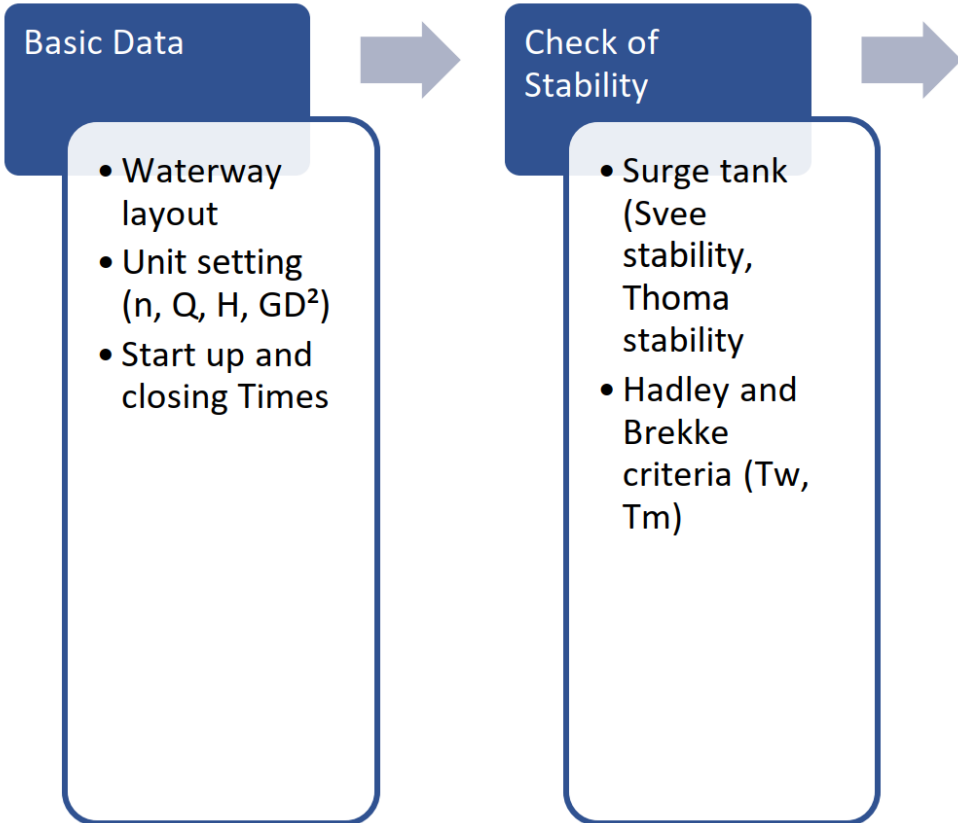 Basic Data
• Waterway
layout
• Unit setting
(n, Q, H, GD²)
• Start up and
closing Times
Check of
Stability
• Surge tank
(Svee
stability,
Thoma
stability
• Hadley and
Brekke
criteria (Tw,
Tm)